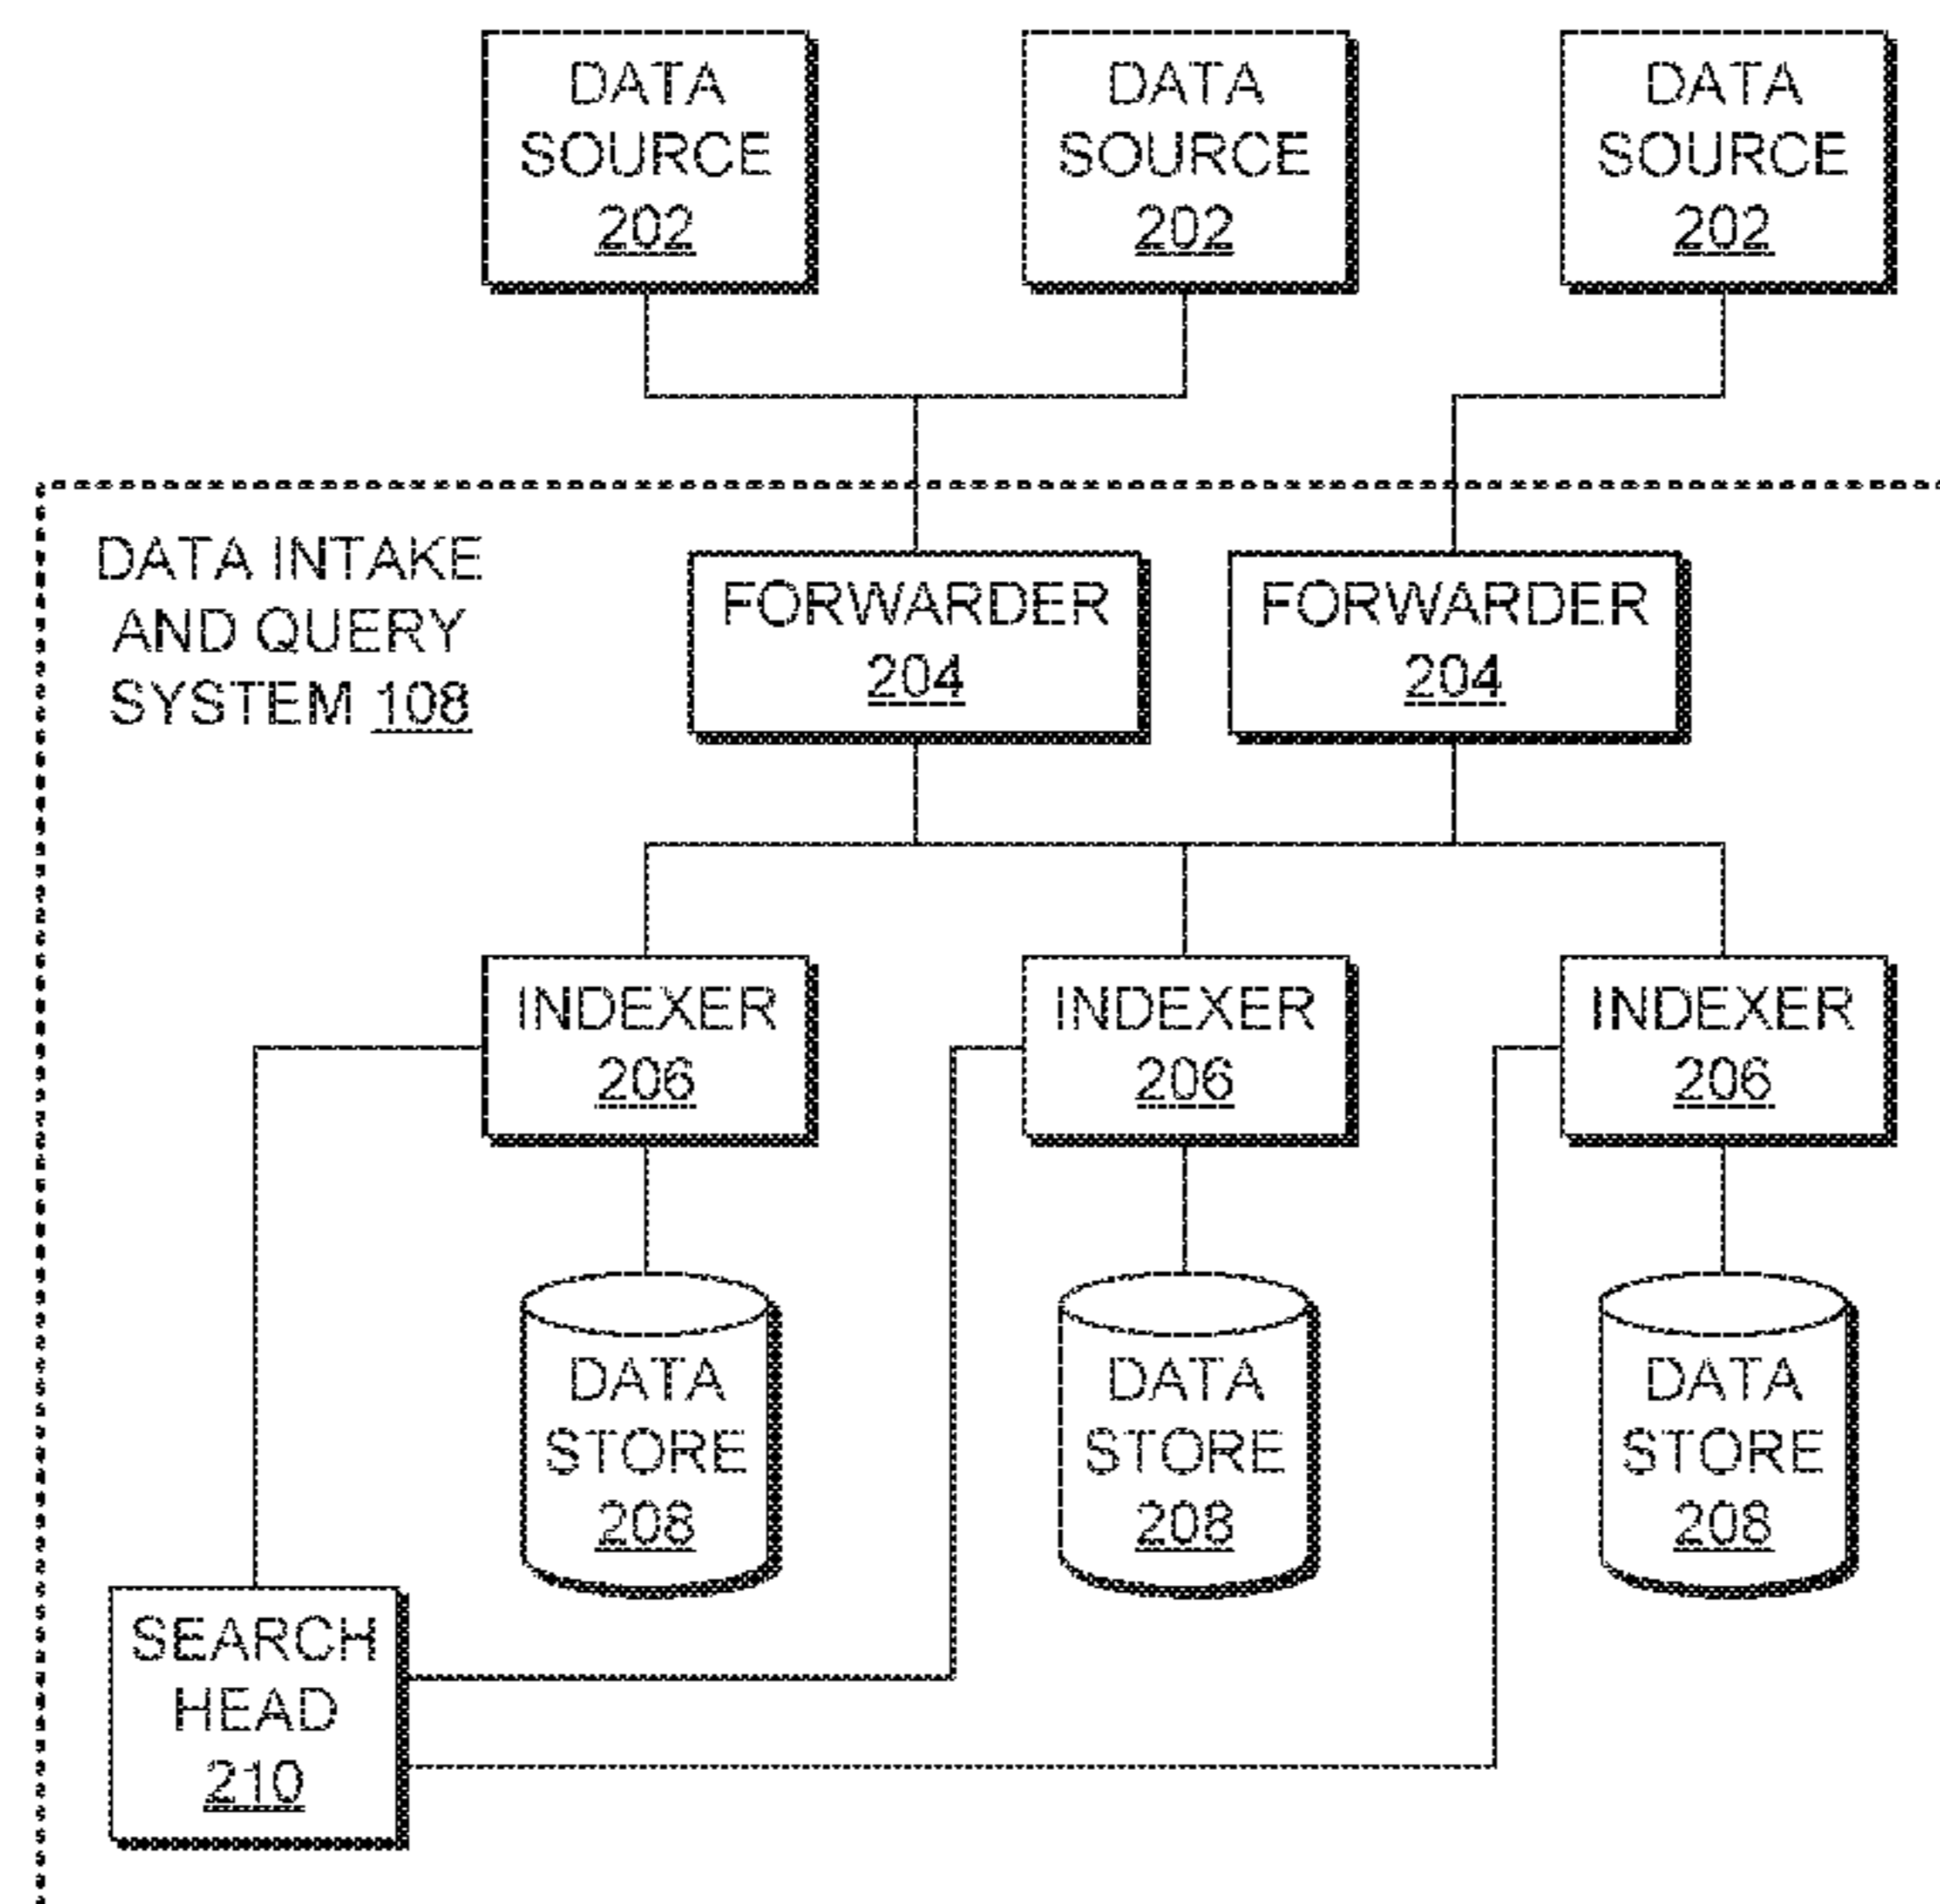 DATA
SOURCE
202
DATA
SOURCE
202
DATA
SOURCE
202
DATA INTAKE
AND QUERY
SYSTEM 108
FORWARDER
204
FORWARDER
204
INDEXER
206
INDEXER
206
INDEXER
206
DATA
STORE
208
DATA
STORE
208
DATA
STORE
208
SEARCH
HEAD
210